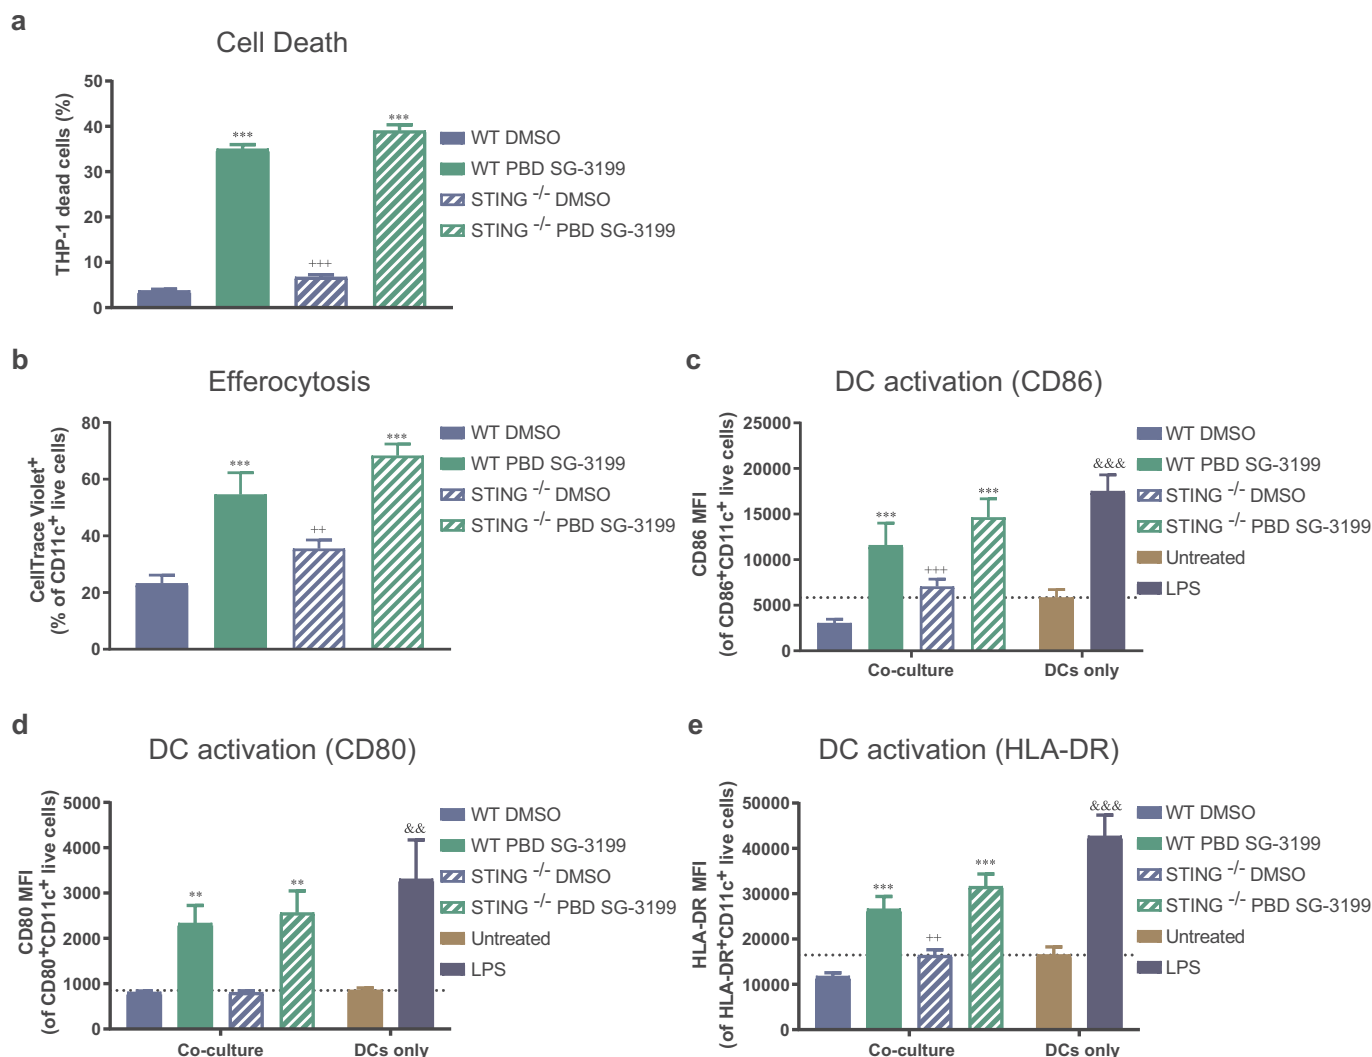 a
Cell Death
THP-1 dead cells (%)
50
40
30
20
10
0
***
+++
***
WT DMSO
WT PBD SG-3199
STING -/- DMSO
STING -/- PBD SG-3199
b
Efferocytosis
CellTrace Violet+
(% of CD11c+ live cells)
80
60
40
20
0
***
++
***
WT DMSO
WT PBD SG-3199
STING -/- DMSO
STING -/- PBD SG-3199
c
DC activation (CD86)
CD86 MFI
(of CD86+CD11c+ live cells)
25000
20000
15000
10000
5000
0
***
+++
***
&&&
Co-culture
DCs only
WT DMSO
WT PBD SG-3199
STING -/- DMSO
STING -/- PBD SG-3199
Untreated
LPS
d
DC activation (CD80)
CD80 MFI
(of CD80+CD11c+ live cells)
5000
4000
3000
2000
1000
0
**
**
&&
Co-culture
DCs only
WT DMSO
WT PBD SG-3199
STING -/- DMSO
STING -/- PBD SG-3199
Untreated
LPS
e
DC activation (HLA-DR)
HLA-DR MFI
(of HLA-DR+CD11c+ live cells)
50000
40000
30000
20000
10000
0
***
++
***
&&&
Co-culture
DCs only
WT DMSO
WT PBD SG-3199
STING -/- DMSO
STING -/- PBD SG-3199
Untreated
LPS